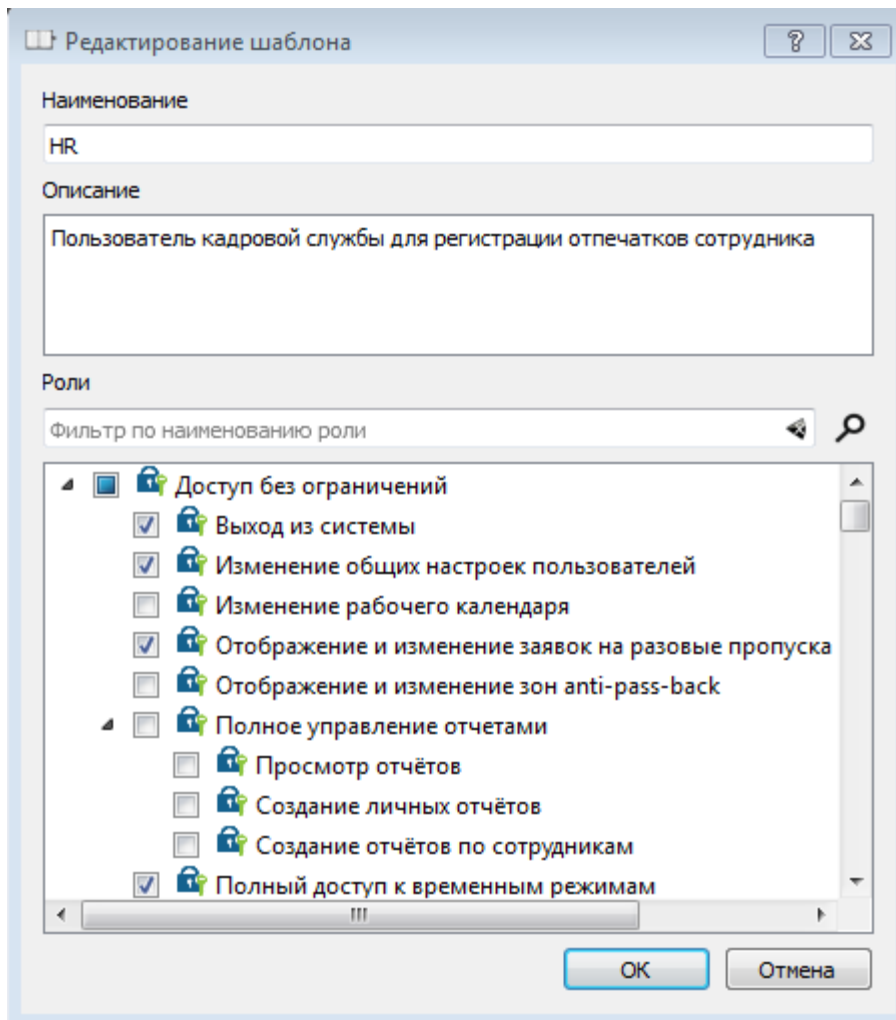 Редактирование шаблона
Наименование
HR
Описание
Пользователь кадровой службы для регистрации отпечатков сотрудника
Роли
Фильтр по наименованию роли
Доступ без ограничений
Выход из системы
Изменение общих настроек пользователей
Изменение рабочего календаря
Отображение и изменение заявок на разовые пропуска
Отображение и изменение зон anti-pass-back
Полное управление отчетами
Просмотр отчётов
Создание личных отчётов
Создание отчётов по сотрудникам
Полный доступ к временным режимам
OK Отмена